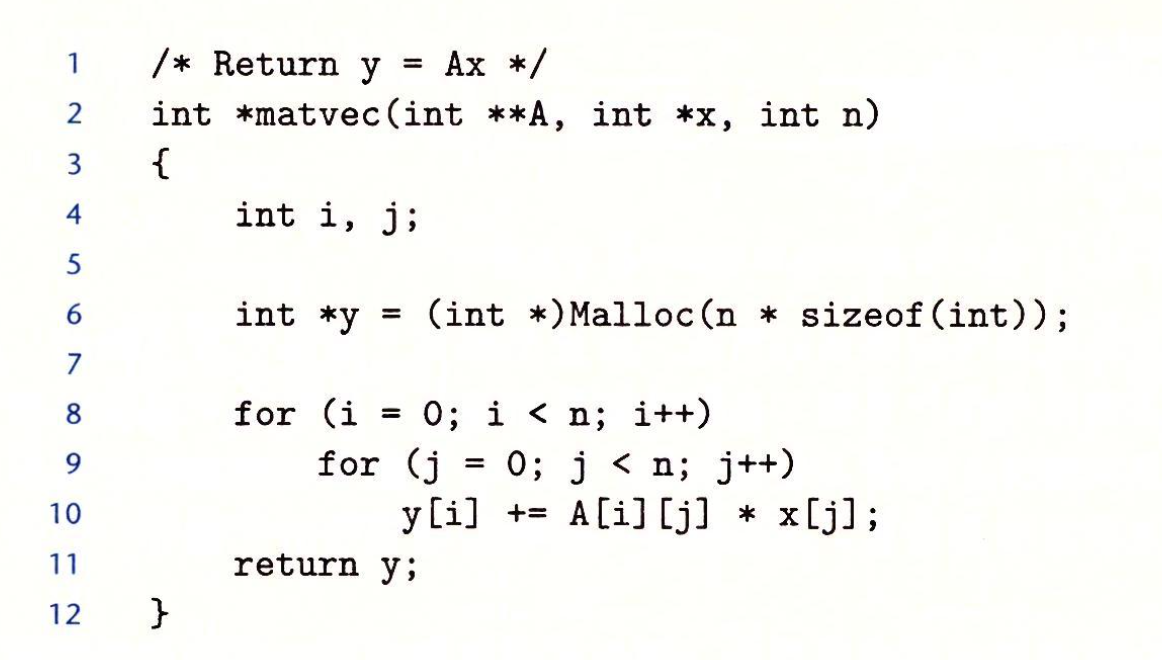 1 /* Return y = Ax */
2 int *matvec(int **A, int *x, int n)
3 {
4 int i, j;
5
6 int *y = (int *)Malloc(n * sizeof(int));
7
8 for (i = 0; i < n; i++)
9 for (j = 0; j < n; j++)
10 y[i] += A[i][j] * x[j];
11 return y;
12 }